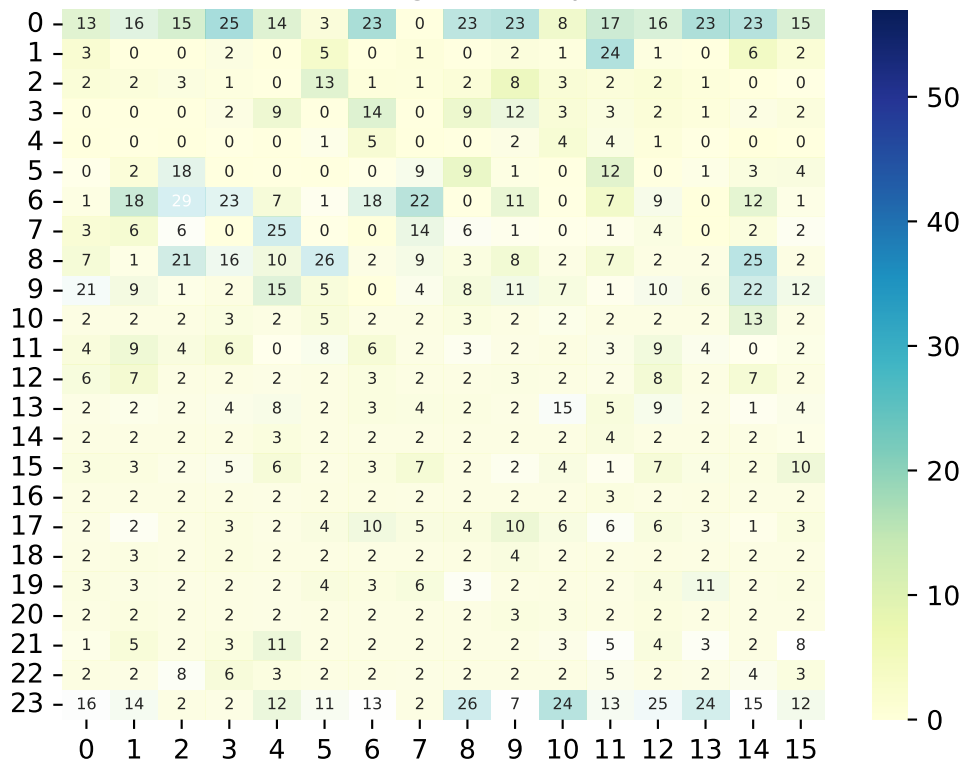 0 13 16 15 25 14 3 23 0 23 23 8 17 16 23 23 15
1 3 0 0 2 0 5 0 1 0 2 1 24 1 0 6 2
2 2 2 3 1 0 13 1 1 2 8 3 2 2 1 0 0
3 0 0 0 2 9 0 14 0 9 12 3 3 2 1 2 2
4 0 0 0 0 0 1 5 0 0 2 4 4 1 0 0 0
5 0 2 18 0 0 0 0 9 9 1 0 12 0 1 3 4
6 1 18 29 23 7 1 18 22 0 11 0 7 9 0 12 1
7 3 6 6 0 25 0 0 14 6 1 0 1 4 0 2 2
8 7 1 21 16 10 26 2 9 3 8 2 7 2 2 25 2
9 21 9 1 2 15 5 0 4 8 11 7 1 10 6 22 12
10 2 2 2 3 2 5 2 2 3 2 2 2 2 2 13 2
11 4 9 4 6 0 8 6 2 3 2 2 3 9 4 0 2
12 6 7 2 2 2 2 3 2 2 3 2 2 8 2 7 2
13 2 2 2 4 8 2 3 4 2 2 15 5 9 2 1 4
14 2 2 2 2 3 2 2 2 2 2 2 4 2 2 2 1
15 3 3 2 5 6 2 3 7 2 2 4 1 7 4 2 10
16 2 2 2 2 2 2 2 2 2 2 2 3 2 2 2 2
17 2 2 2 3 2 4 10 5 4 10 6 6 6 3 1 3
18 2 3 2 2 2 2 2 2 2 4 2 2 2 2 2 2
19 3 3 2 2 2 4 3 6 3 2 2 2 4 11 2 2
20 2 2 2 2 2 2 2 2 2 3 3 2 2 2 2 2
21 1 5 2 3 11 2 2 2 2 2 3 5 4 3 2 8
22 2 2 8 6 3 2 2 2 2 2 2 5 2 2 4 3
23 16 14 2 2 12 11 13 2 26 7 24 13 25 24 15 12
0 1 2 3 4 5 6 7 8 9 10 11 12 13 14 15
50
40
30
20
10
0